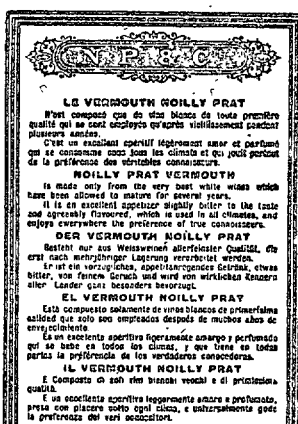 N.P.&C.
LE VERMOUTH NOILLY PRAT
N'est composé que de vins blancs de toute première
qualité qui ne sont employés qu'après vieillissement pendant
plusieurs années.
C'est un excellent apéritif légèrement amer et parfumé
qui se consomme sous tous les climats et qui jouit partout
de la préférence des véritables connaisseurs.
NOILLY PRAT VERMOUTH
Is made only from the very best white wines which
have been allowed to mature for several years.
It is an excellent appetizer slightly bitter to the taste
and agreeably flavoured, which is used in all climates, and
enjoys everywhere the preference of true connoisseurs.
DER VERMOUTH NOILLY PRAT
Besteht nur aus Weissweinen allerfeinster Qualität, die
erst nach mehrjähriger Lagerung verarbeitet werden.
Er ist ein vorzügliches, appetitanregendes Getränk, etwas
bitter, von feinem Geruch und wird von wirklichen Kennern
aller Länder ganz besonders bevorzugt.
EL VERMOUTH NOILLY PRAT
Está compuesto solamente de vinos blancos de primerísima
calidad que solo son empleados después de muchos años de
envejecimiento.
Es un excelente aperitivo ligeramente amargo y perfumado
qui se bebe en todos los climas, y que tiene en todas
partes la préferencia de los verdaderos conocedores.
IL VERMOUTH NOILLY PRAT
E Composto di soli vini bianchi vecchi e di primissima
qualità.
E un eccellente aperitivo leggermente amaro e profumato,
preso con piacere sotto ogni clima, e universalmente gode
la preferenza dei veri conoscitori.